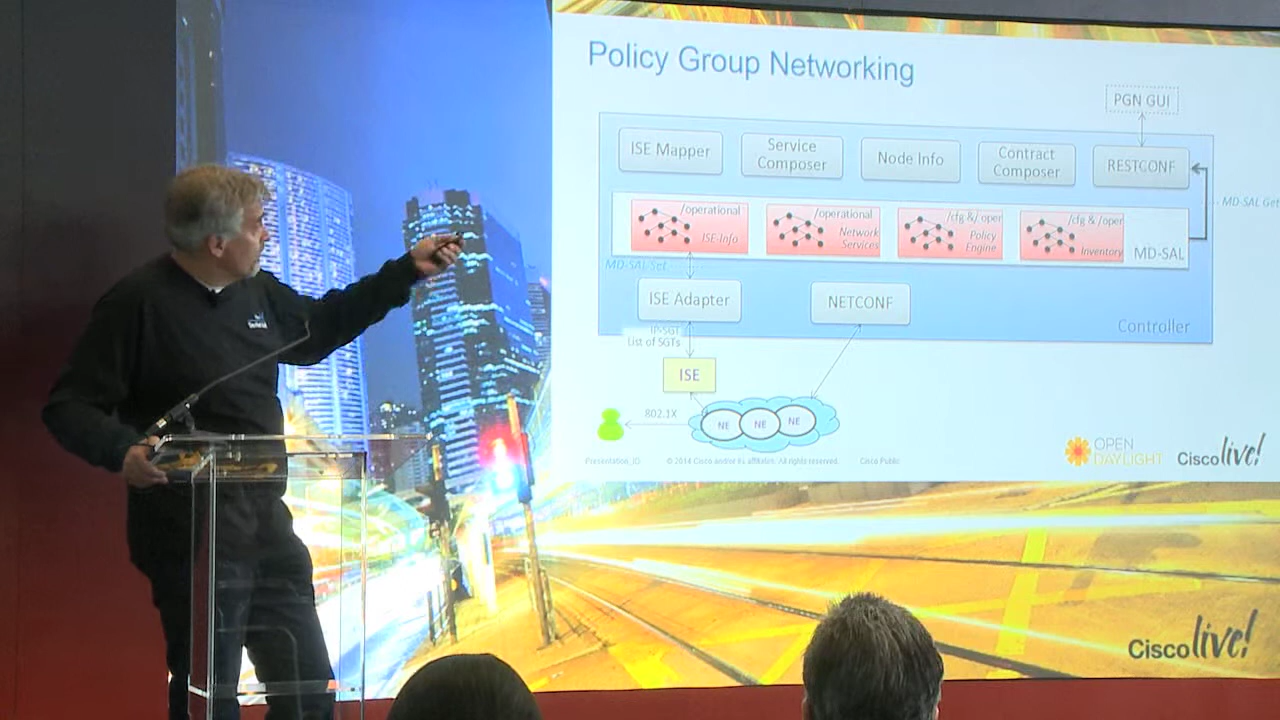 Policy Group Networking
PGN GUI
ISE Mapper
Service
Composer
Node Info
Contract
Composer
RESTCONF
MD-SAL Get
/operational
ISE-Info
/operational
Network
Services
/cfg &/ oper
Policy
Engine
/cfg & /oper
Inventory
MD-SAL
MD-SAL Set
ISE Adapter
NETCONF
Controller
IP-SGT
List of SGTs
ISE
802.1X
NE
NE
NE
Presentation_ID
© 2014 Cisco and/or its affiliates. All rights reserved.
Cisco Public
OPEN
DAYLIGHT
Cisco live!
Cisco live!